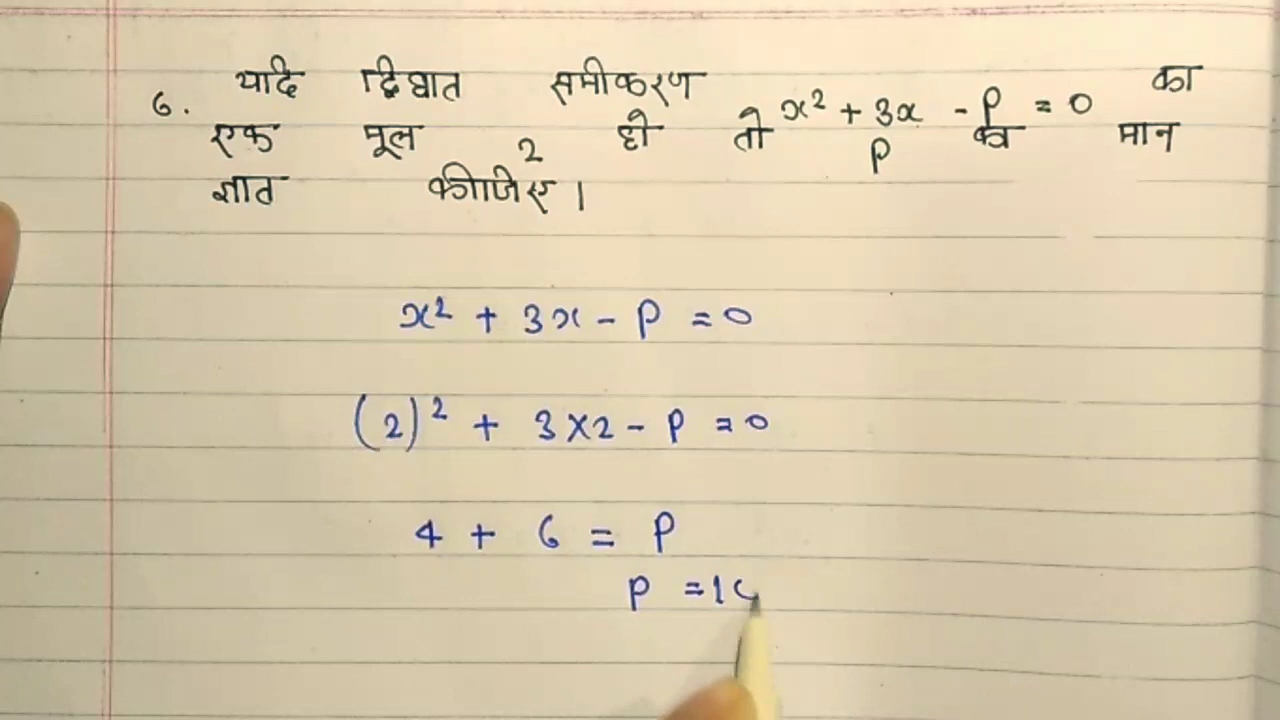 6. यदि द्विघात समीकरण x² + 3x - P = 0 का
एक मूल 2 हो तो P का मान
ज्ञात कीजिए।
x² + 3x - P = 0
(2)² + 3×2 - P = 0
4 + 6 = P
P = 10